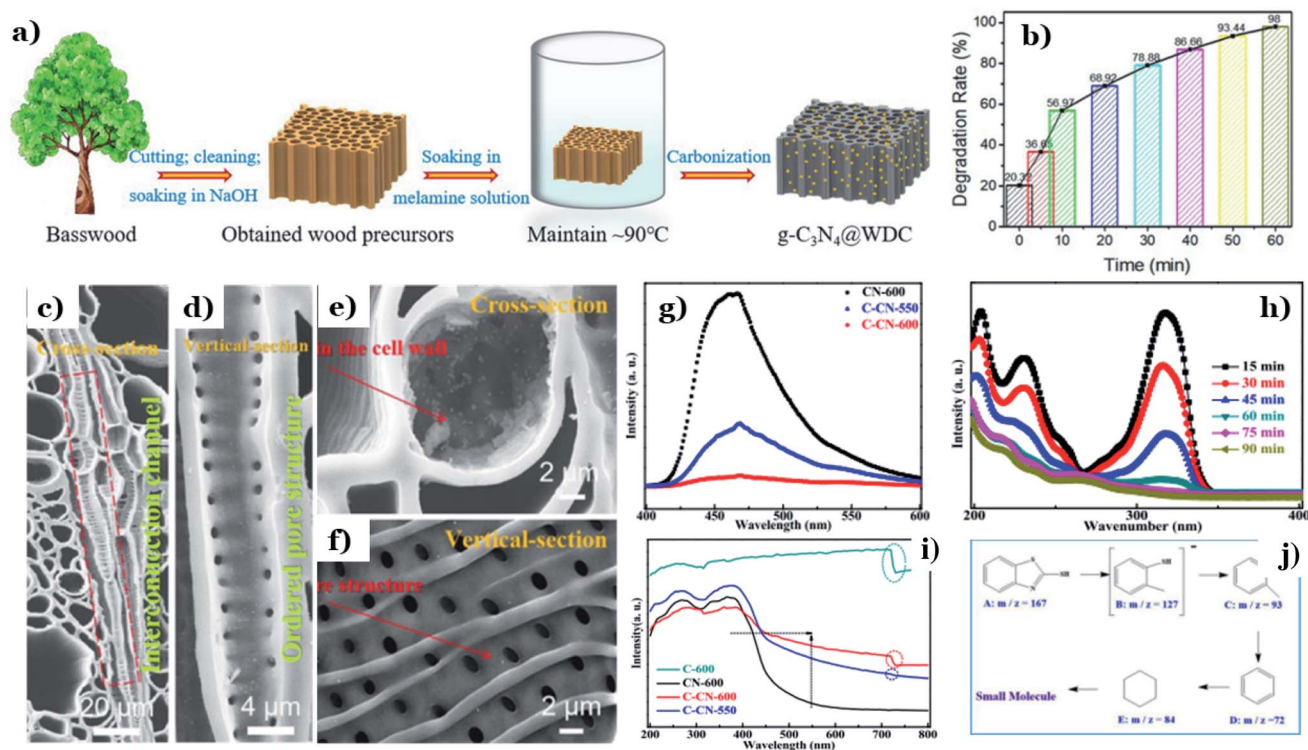 a)
Cutting; cleaning;
soaking in NaOH
Soaking in
melamine solution
Carbonization
Basswood
Obtained wood precursors
Maintain ~90°C
g-C₃N₄@WDC
b)
Degradation Rate (%)
100
80
60
40
20
0
20.32
36.65
56.97
68.92
78.88
86.66
93.44
98
0 10 20 30 40 50 60
Time (min)
c)
Cross-section
Interconnection channel
20 μm
d)
Vertical-section
Ordered pore structure
4 μm
e)
Cross-section
in the cell wall
2 μm
f)
Vertical-section
re structure
2 μm
g)
CN-600
C-CN-550
C-CN-600
Intensity (a. u.)
400 450 500 550 600
Wavelength (nm)
h)
15 min
30 min
45 min
60 min
75 min
90 min
Intensity (a. u.)
200 300 400
Wavenumber (nm)
i)
C-600
CN-600
C-CN-600
C-CN-550
Intensity(a. u.)
200 300 400 500 600 700 800
Wavelength (nm)
j)
A: m / z = 167
B: m / z = 127
C: m / z = 93
Small Molecule
E: m / z = 84
D: m / z =72